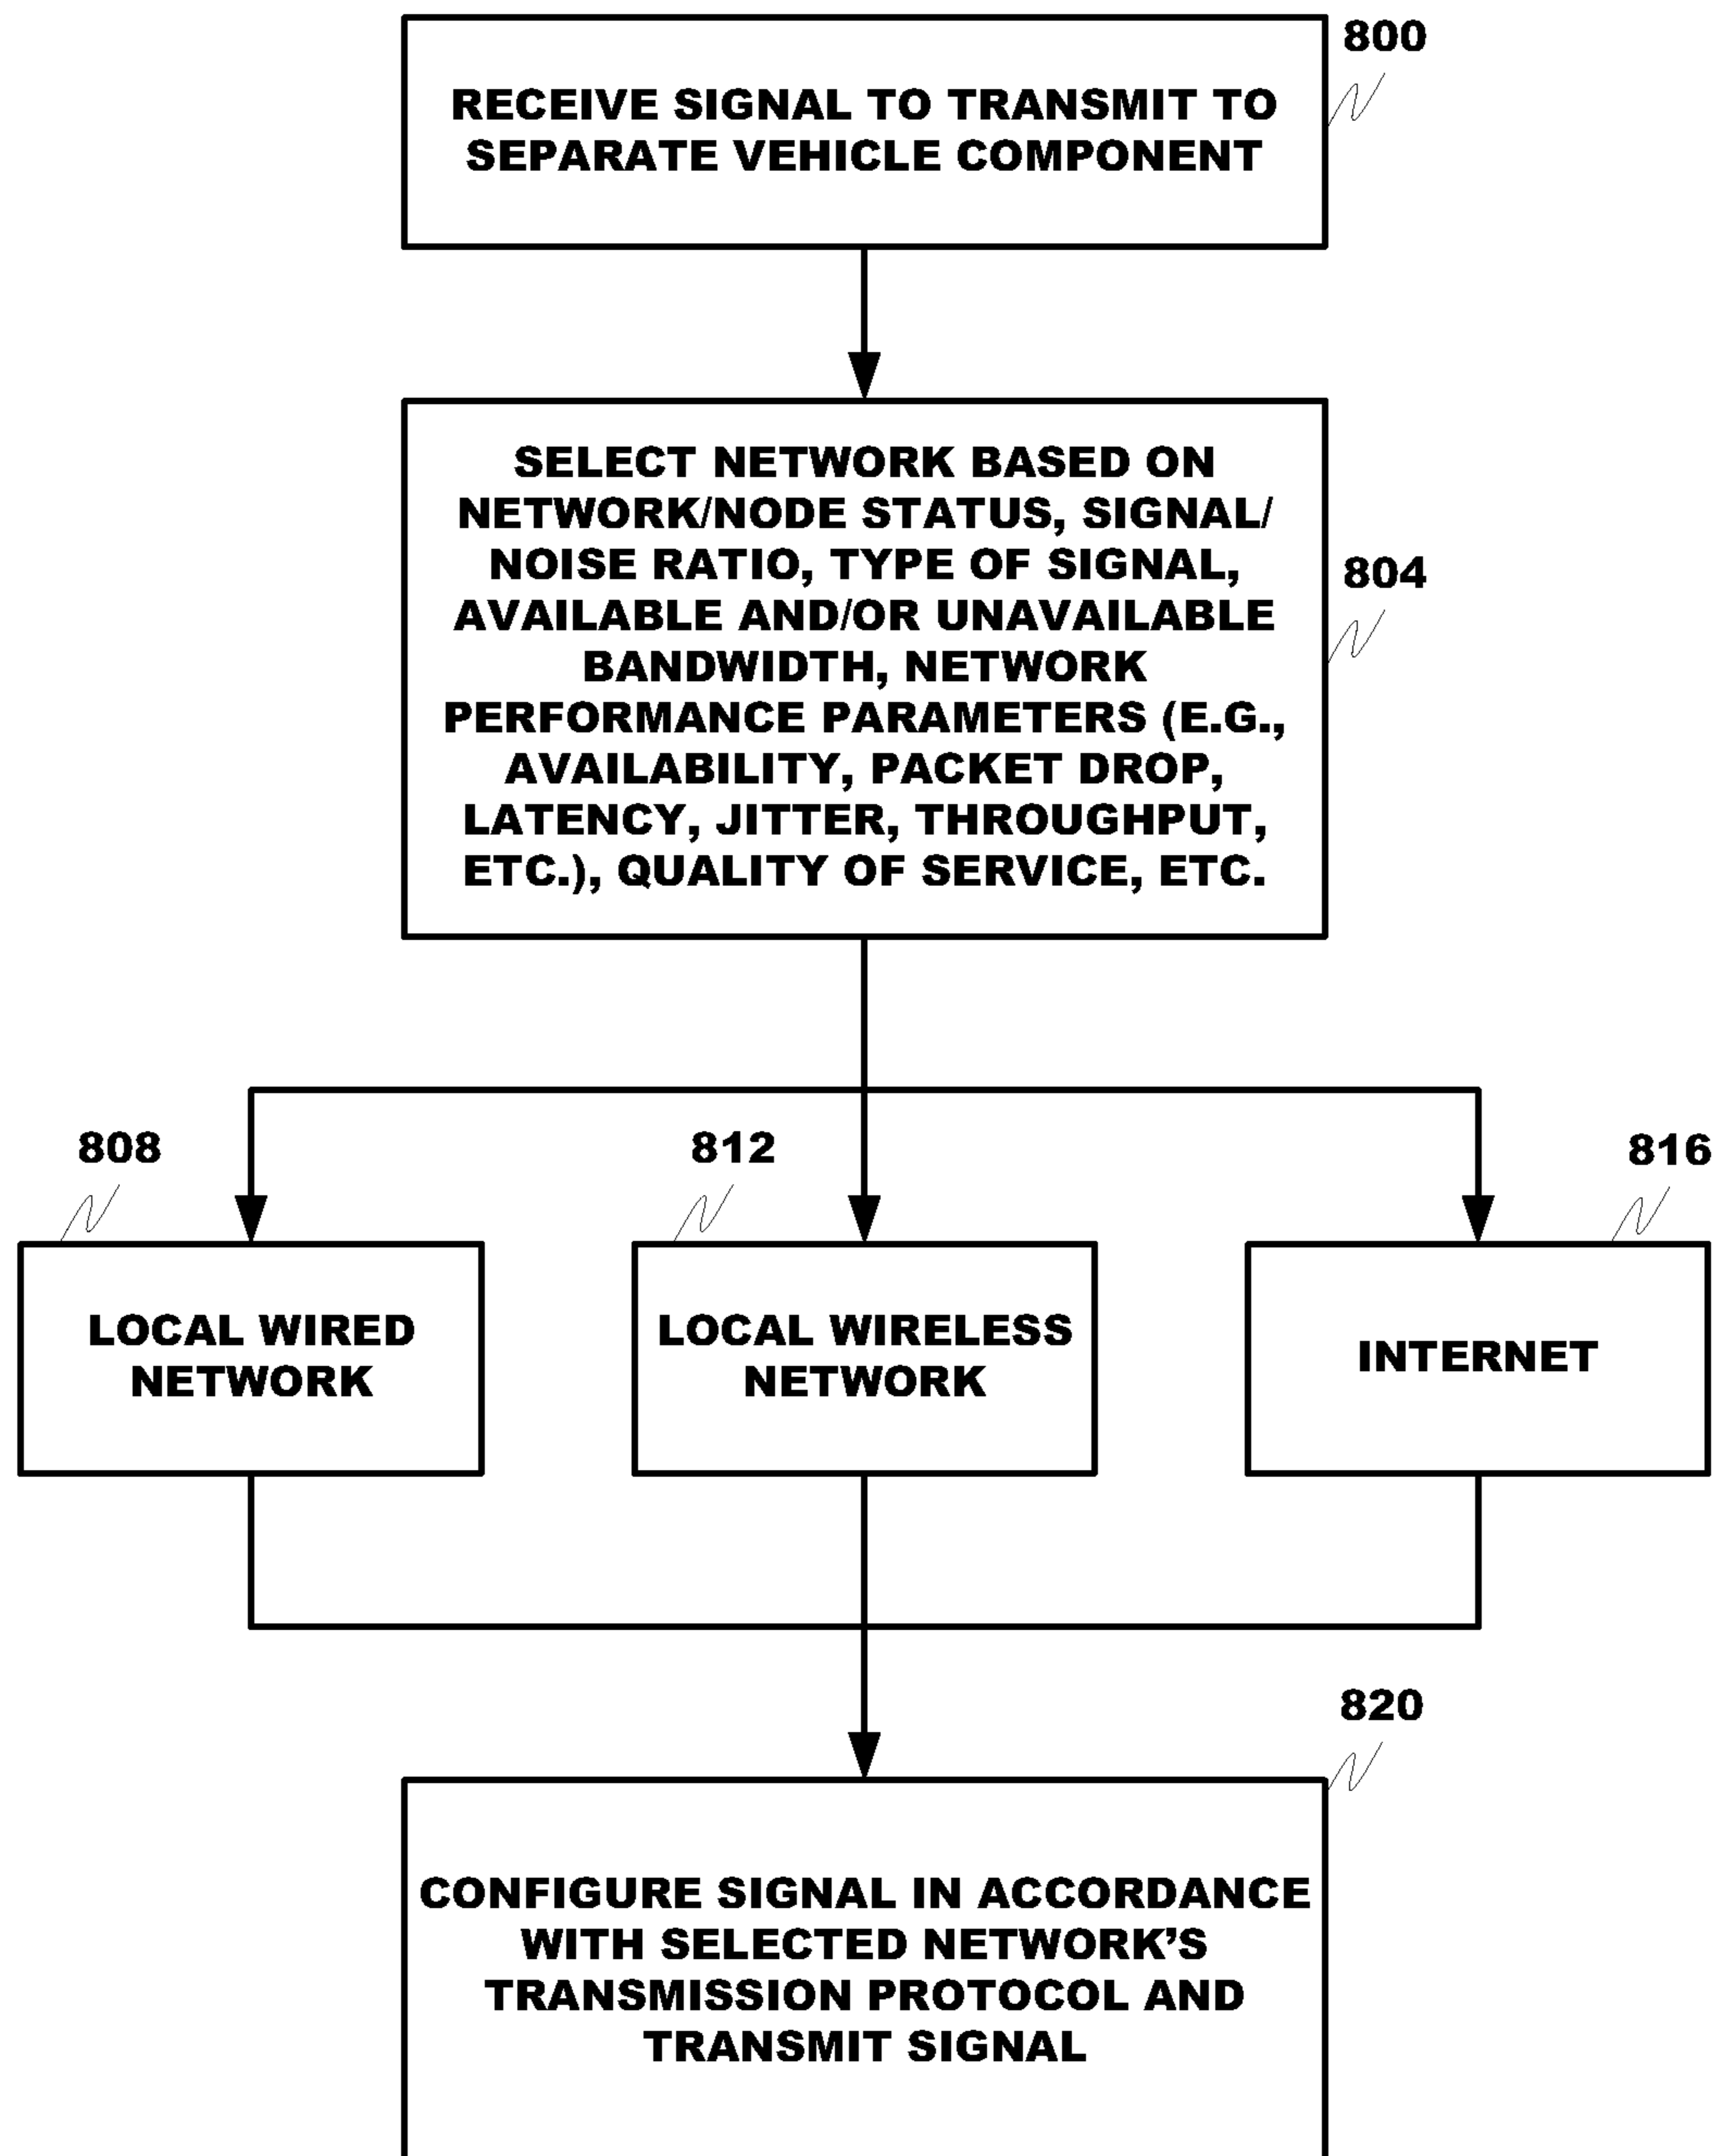 800
RECEIVE SIGNAL TO TRANSMIT TO
SEPARATE VEHICLE COMPONENT
SELECT NETWORK BASED ON
NETWORK/NODE STATUS, SIGNAL/
NOISE RATIO, TYPE OF SIGNAL,
AVAILABLE AND/OR UNAVAILABLE
BANDWIDTH, NETWORK
PERFORMANCE PARAMETERS (E.G.,
AVAILABILITY, PACKET DROP,
LATENCY, JITTER, THROUGHPUT,
ETC.), QUALITY OF SERVICE, ETC.
804
808
812
816
LOCAL WIRED
NETWORK
LOCAL WIRELESS
NETWORK
INTERNET
820
CONFIGURE SIGNAL IN ACCORDANCE
WITH SELECTED NETWORK'S
TRANSMISSION PROTOCOL AND
TRANSMIT SIGNAL